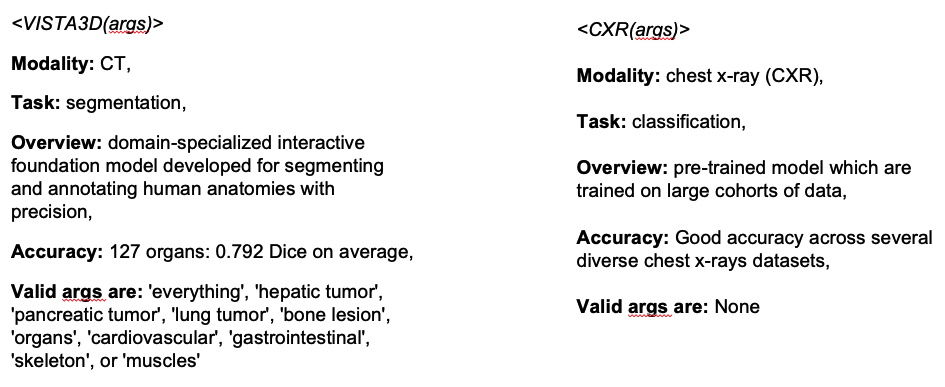 <VISTA3D(args)>
Modality: CT,
Task: segmentation,
Overview: domain-specialized interactive
foundation model developed for segmenting
and annotating human anatomies with
precision,
Accuracy: 127 organs: 0.792 Dice on average,
Valid args are: 'everything', 'hepatic tumor',
'pancreatic tumor', 'lung tumor', 'bone lesion',
'organs', 'cardiovascular', 'gastrointestinal',
'skeleton', or 'muscles'
<CXR(args)>
Modality: chest x-ray (CXR),
Task: classification,
Overview: pre-trained model which are
trained on large cohorts of data,
Accuracy: Good accuracy across several
diverse chest x-rays datasets,
Valid args are: None